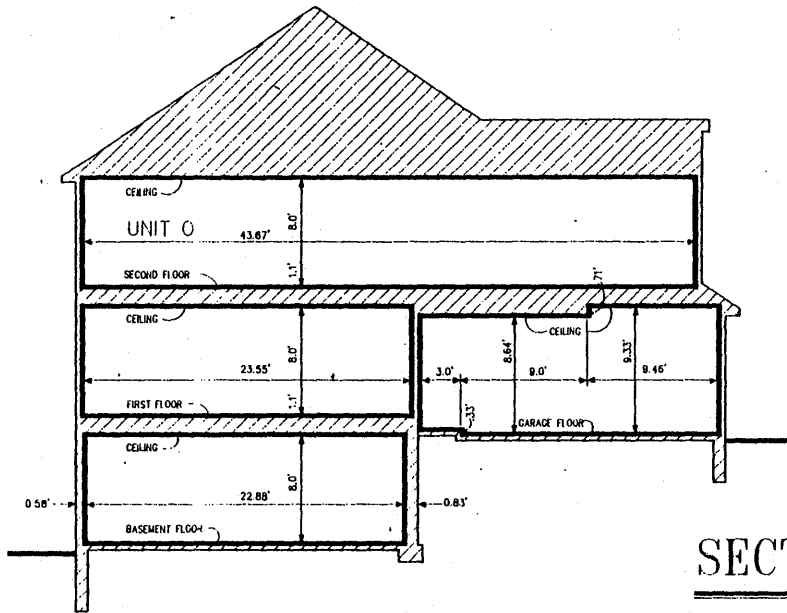 CEILING
UNIT O
43.67'
8.0'
SECOND FLOOR
1.1'
.71'
CEILING
CEILING
8.0'
8.64'
9.33'
23.55'
3.0'
9.0'
9.46'
FIRST FLOOR
1.1'
.33'
GARAGE FLOOR
CEILING
8.0'
0.58'
22.88'
0.83'
BASEMENT FLOOR
SECT